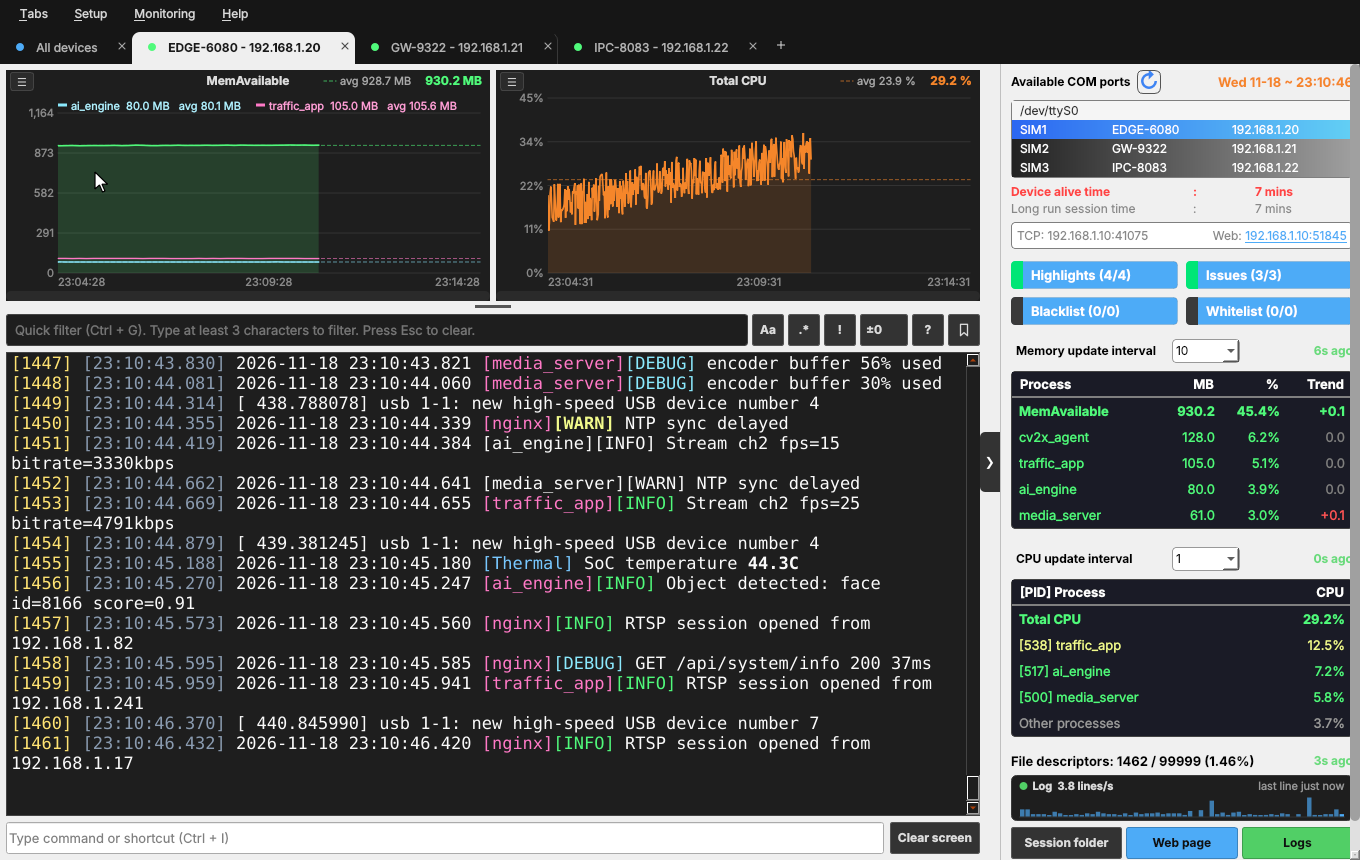 Tabs Setup Monitoring Help
All devices × EDGE-6080 - 192.168.1.20 × GW-9322 - 192.168.1.21 × IPC-8083 - 192.168.1.22 × +
☰ MemAvailable --- avg 928.7 MB 930.2 MB
ai_engine 80.0 MB avg 80.1 MB traffic_app 105.0 MB avg 105.6 MB
1,164
873
582
291
0
23:04:28 23:09:28 23:14:28
☰ Total CPU --- avg 23.9 % 29.2 %
45%
34%
22%
11%
0%
23:04:31 23:09:31 23:14:31
Quick filter (Ctrl + G). Type at least 3 characters to filter. Press Esc to clear. Aa .* ! ±0 ?
[1447] [23:10:43.830] 2026-11-18 23:10:43.821 [media_server][DEBUG] encoder buffer 56% used
[1448] [23:10:44.081] 2026-11-18 23:10:44.060 [media_server][DEBUG] encoder buffer 30% used
[1449] [23:10:44.314] [ 438.788078] usb 1-1: new high-speed USB device number 4
[1450] [23:10:44.355] 2026-11-18 23:10:44.339 [nginx][WARN] NTP sync delayed
[1451] [23:10:44.419] 2026-11-18 23:10:44.384 [ai_engine][INFO] Stream ch2 fps=15
bitrate=3330kbps
[1452] [23:10:44.662] 2026-11-18 23:10:44.641 [media_server][WARN] NTP sync delayed
[1453] [23:10:44.669] 2026-11-18 23:10:44.655 [traffic_app][INFO] Stream ch2 fps=25
bitrate=4791kbps
[1454] [23:10:44.879] [ 439.381245] usb 1-1: new high-speed USB device number 4
[1455] [23:10:45.188] 2026-11-18 23:10:45.180 [Thermal] SoC temperature 44.3C
[1456] [23:10:45.270] 2026-11-18 23:10:45.247 [ai_engine][INFO] Object detected: face
id=8166 score=0.91
[1457] [23:10:45.573] 2026-11-18 23:10:45.560 [nginx][INFO] RTSP session opened from
192.168.1.82
[1458] [23:10:45.595] 2026-11-18 23:10:45.585 [nginx][DEBUG] GET /api/system/info 200 37ms
[1459] [23:10:45.959] 2026-11-18 23:10:45.941 [traffic_app][INFO] RTSP session opened from
192.168.1.241
[1460] [23:10:46.370] [ 440.845990] usb 1-1: new high-speed USB device number 7
[1461] [23:10:46.432] 2026-11-18 23:10:46.420 [nginx][INFO] RTSP session opened from
192.168.1.17
Type command or shortcut (Ctrl + I) Clear screen
❯
Available COM ports Wed 11-18 ~ 23:10:46
/dev/ttyS0
SIM1 EDGE-6080 192.168.1.20
SIM2 GW-9322 192.168.1.21
SIM3 IPC-8083 192.168.1.22
Device alive time : 7 mins
Long run session time : 7 mins
TCP: 192.168.1.10:41075 Web: 192.168.1.10:51845
Highlights (4/4) Issues (3/3)
Blacklist (0/0) Whitelist (0/0)
Memory update interval 10 6s ago
Process MB % Trend
MemAvailable 930.2 45.4% +0.1
cv2x_agent 128.0 6.2% 0.0
traffic_app 105.0 5.1% 0.0
ai_engine 80.0 3.9% 0.0
media_server 61.0 3.0% +0.1
CPU update interval 1 0s ago
[PID] Process CPU
Total CPU 29.2%
[538] traffic_app 12.5%
[517] ai_engine 7.2%
[500] media_server 5.8%
Other processes 3.7%
File descriptors: 1462 / 99999 (1.46%) 3s ago
Log 3.8 lines/s last line just now
Session folder Web page Logs